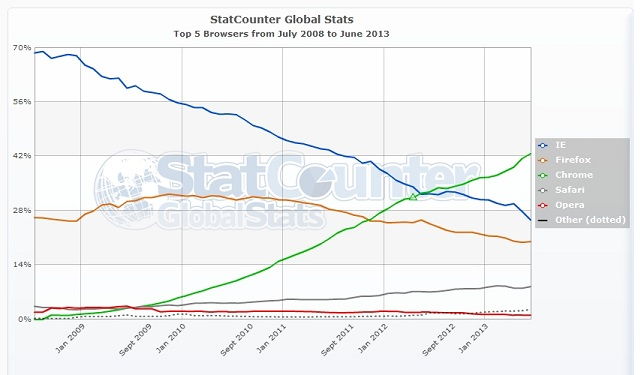 StatCounter Global Stats
Top 5 Browsers from July 2008 to June 2013
70%
56%
42%
28%
14%
0%
StatCounter
GlobalStats
IE
Firefox
Chrome
Safari
Opera
Other (dotted)
Jan 2009
Sept 2009
Jan 2010
Sept 2010
Jan 2011
Sept 2011
Jan 2012
Sept 2012
Jan 2013